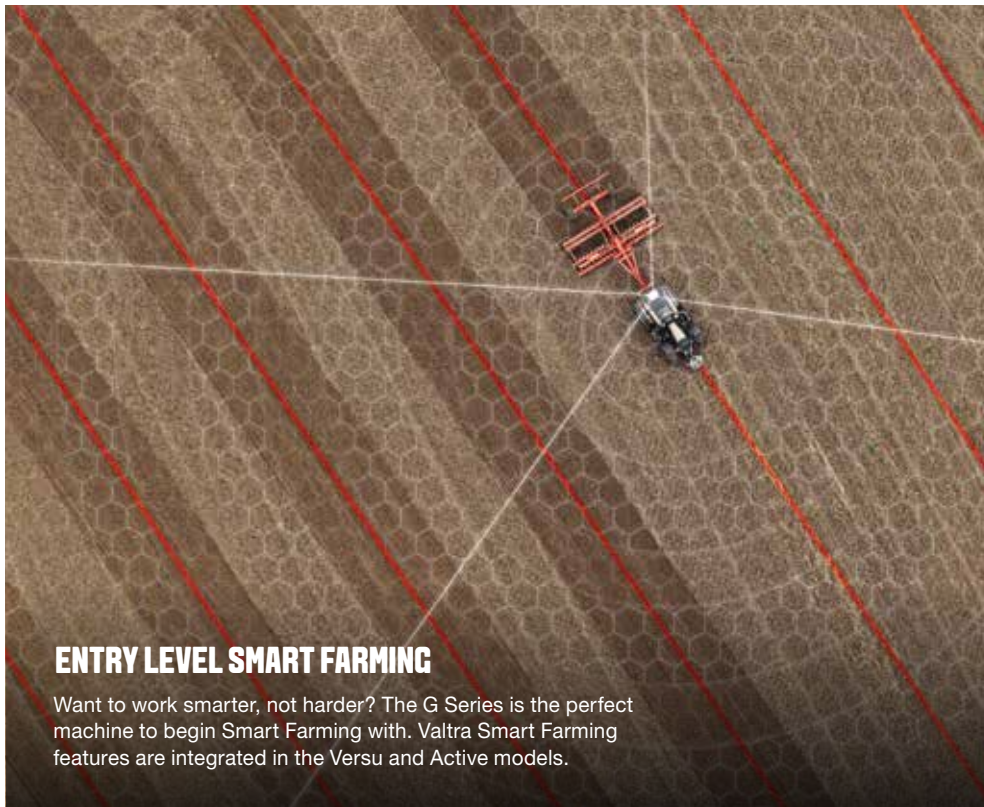 ENTRY LEVEL SMART FARMING
Want to work smarter, not harder? The G Series is the perfect
machine to begin Smart Farming with. Valtra Smart Farming
features are integrated in the Versu and Active models.